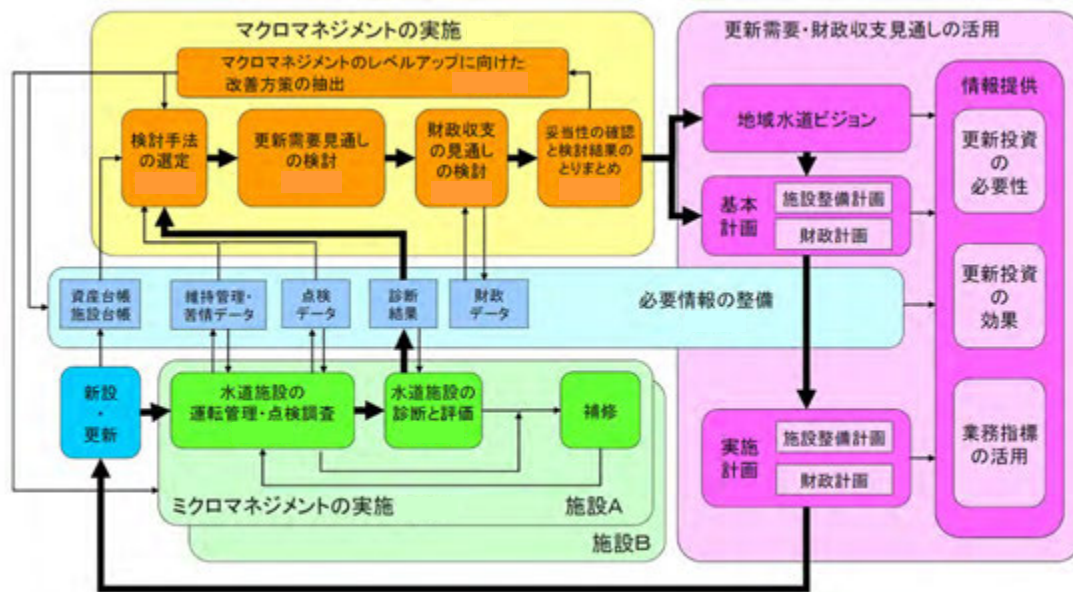 マクロマネジメントの実施
マクロマネジメントのレベルアップに向けた
改善方策の抽出
検討手法
の選定
更新需要見通し
の検討
財政収支
の見通し
の検討
妥当性の確認
と検討結果の
とりまとめ
更新需要・財政収支見通しの活用
地域水道ビジョン
基本
計画
施設整備計画
財政計画
実施
計画
施設整備計画
財政計画
情報提供
更新投資
の
必要性
更新投資
の
効果
業務指標
の活用
資産台帳
施設台帳
維持管理・
苦情データ
点検
データ
診断
結果
財政
データ
必要情報の整備
新設
・
更新
水道施設の
運転管理・点検調査
水道施設の
診断と評価
補修
ミクロマネジメントの実施
施設A
施設B